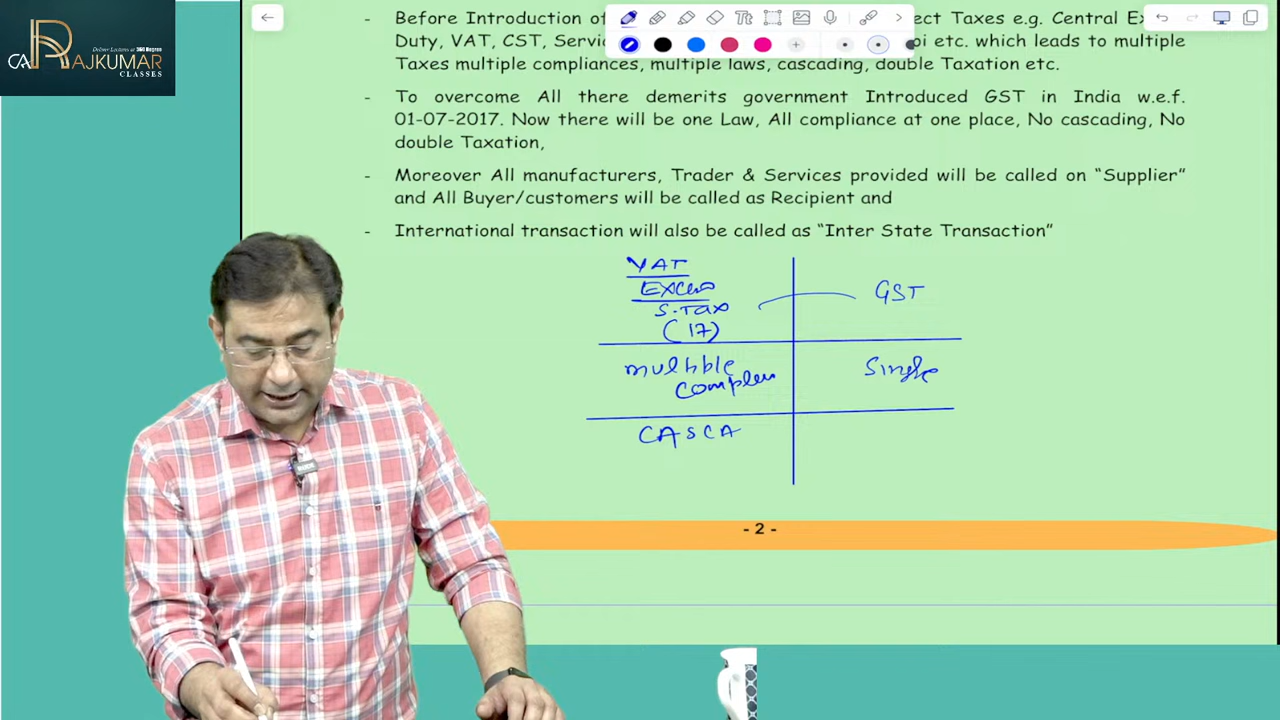 CA RAJKUMAR
Deliver Lectures at 360 Degree
CLASSES
- Before Introduction of ect Taxes e.g. Central Ex
Duty, VAT, CST, Servi oi etc. which leads to multiple
Taxes multiple compliances, multiple laws, cascading, double Taxation etc.
- To overcome All there demerits government Introduced GST in India w.e.f.
01-07-2017. Now there will be one Law, All compliance at one place, No cascading, No
double Taxation,
- Moreover All manufacturers, Trader & Services provided will be called on “Supplier”
and All Buyer/customers will be called as Recipient and
- International transaction will also be called as “Inter State Transaction”
VAT
S.Tax GST
(17)
multiple Single
CASCA
- 2 -